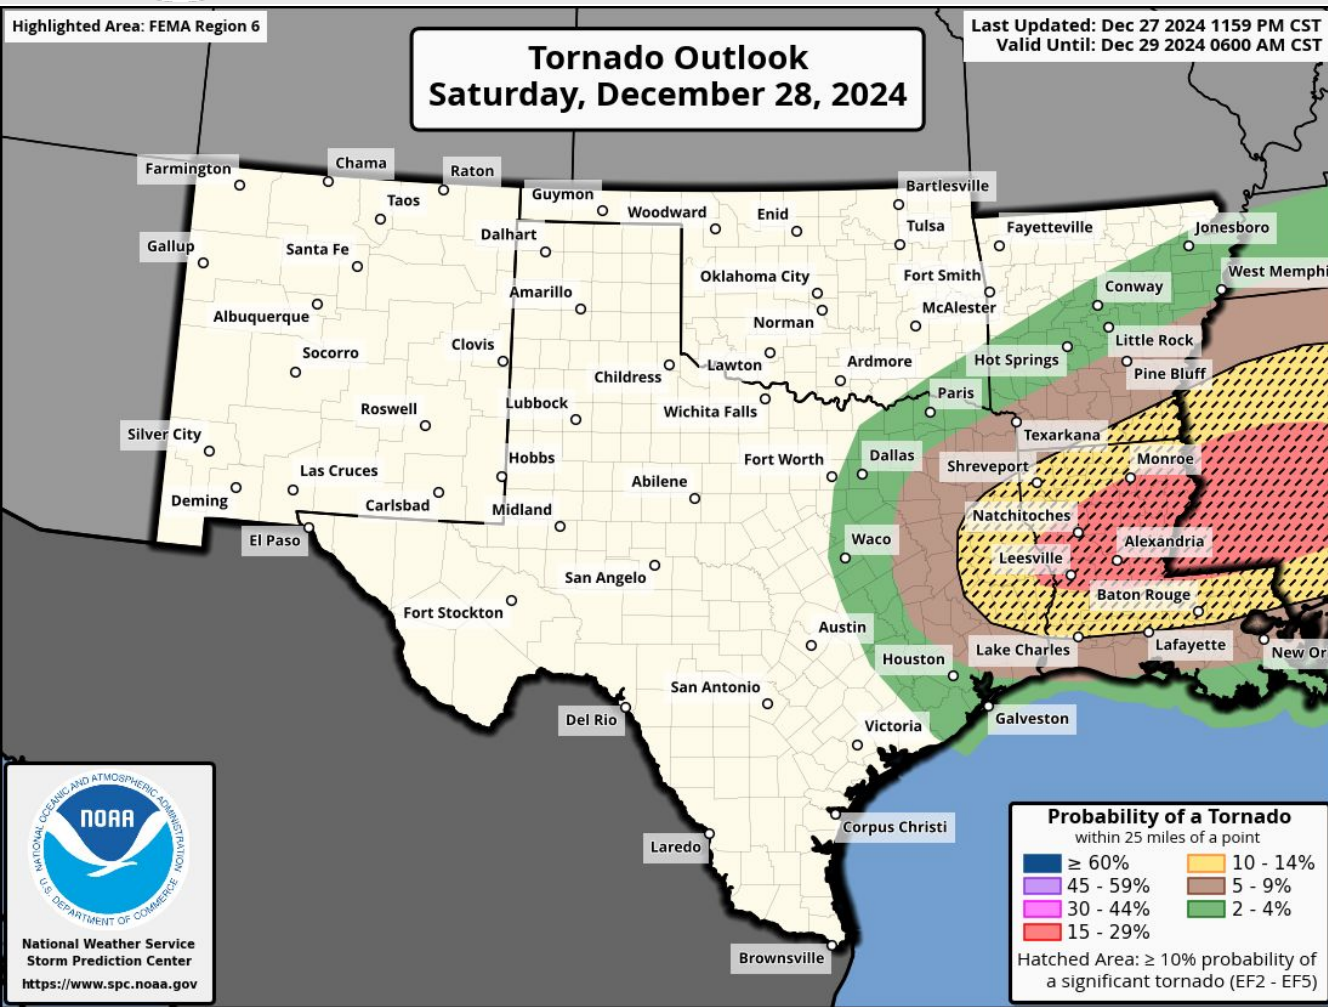 Highlighted Area: FEMA Region 6
Last Updated: Dec 27 2024 1159 PM CST
Valid Until: Dec 29 2024 0600 AM CST
Tornado Outlook
Saturday, December 28, 2024
Farmington
Chama
Raton
Taos
Guymon
Woodward
Enid
Bartlesville
Tulsa
Fayetteville
Jonesboro
Gallup
Santa Fe
Dalhart
Oklahoma City
Fort Smith
West Memphi
Albuquerque
Amarillo
Norman
McAlester
Conway
Socorro
Clovis
Childress
Lawton
Ardmore
Hot Springs
Little Rock
Pine Bluff
Roswell
Lubbock
Wichita Falls
Paris
Texarkana
Silver City
Las Cruces
Hobbs
Fort Worth
Dallas
Shreveport
Monroe
Deming
Carlsbad
Midland
Abilene
Natchitoches
El Paso
Waco
Leesville
Alexandria
San Angelo
Fort Stockton
Baton Rouge
Austin
Lake Charles
Lafayette
New Or
Houston
San Antonio
Del Rio
Victoria
Galveston
Corpus Christi
Laredo
Brownsville
NATIONAL OCEANIC AND ATMOSPHERIC ADMINISTRATION
NOAA
U.S. DEPARTMENT OF COMMERCE
National Weather Service
Storm Prediction Center
https://www.spc.noaa.gov
Probability of a Tornado
within 25 miles of a point
≥ 60%
45 - 59%
30 - 44%
15 - 29%
10 - 14%
5 - 9%
2 - 4%
Hatched Area: ≥ 10% probability of
a significant tornado (EF2 - EF5)